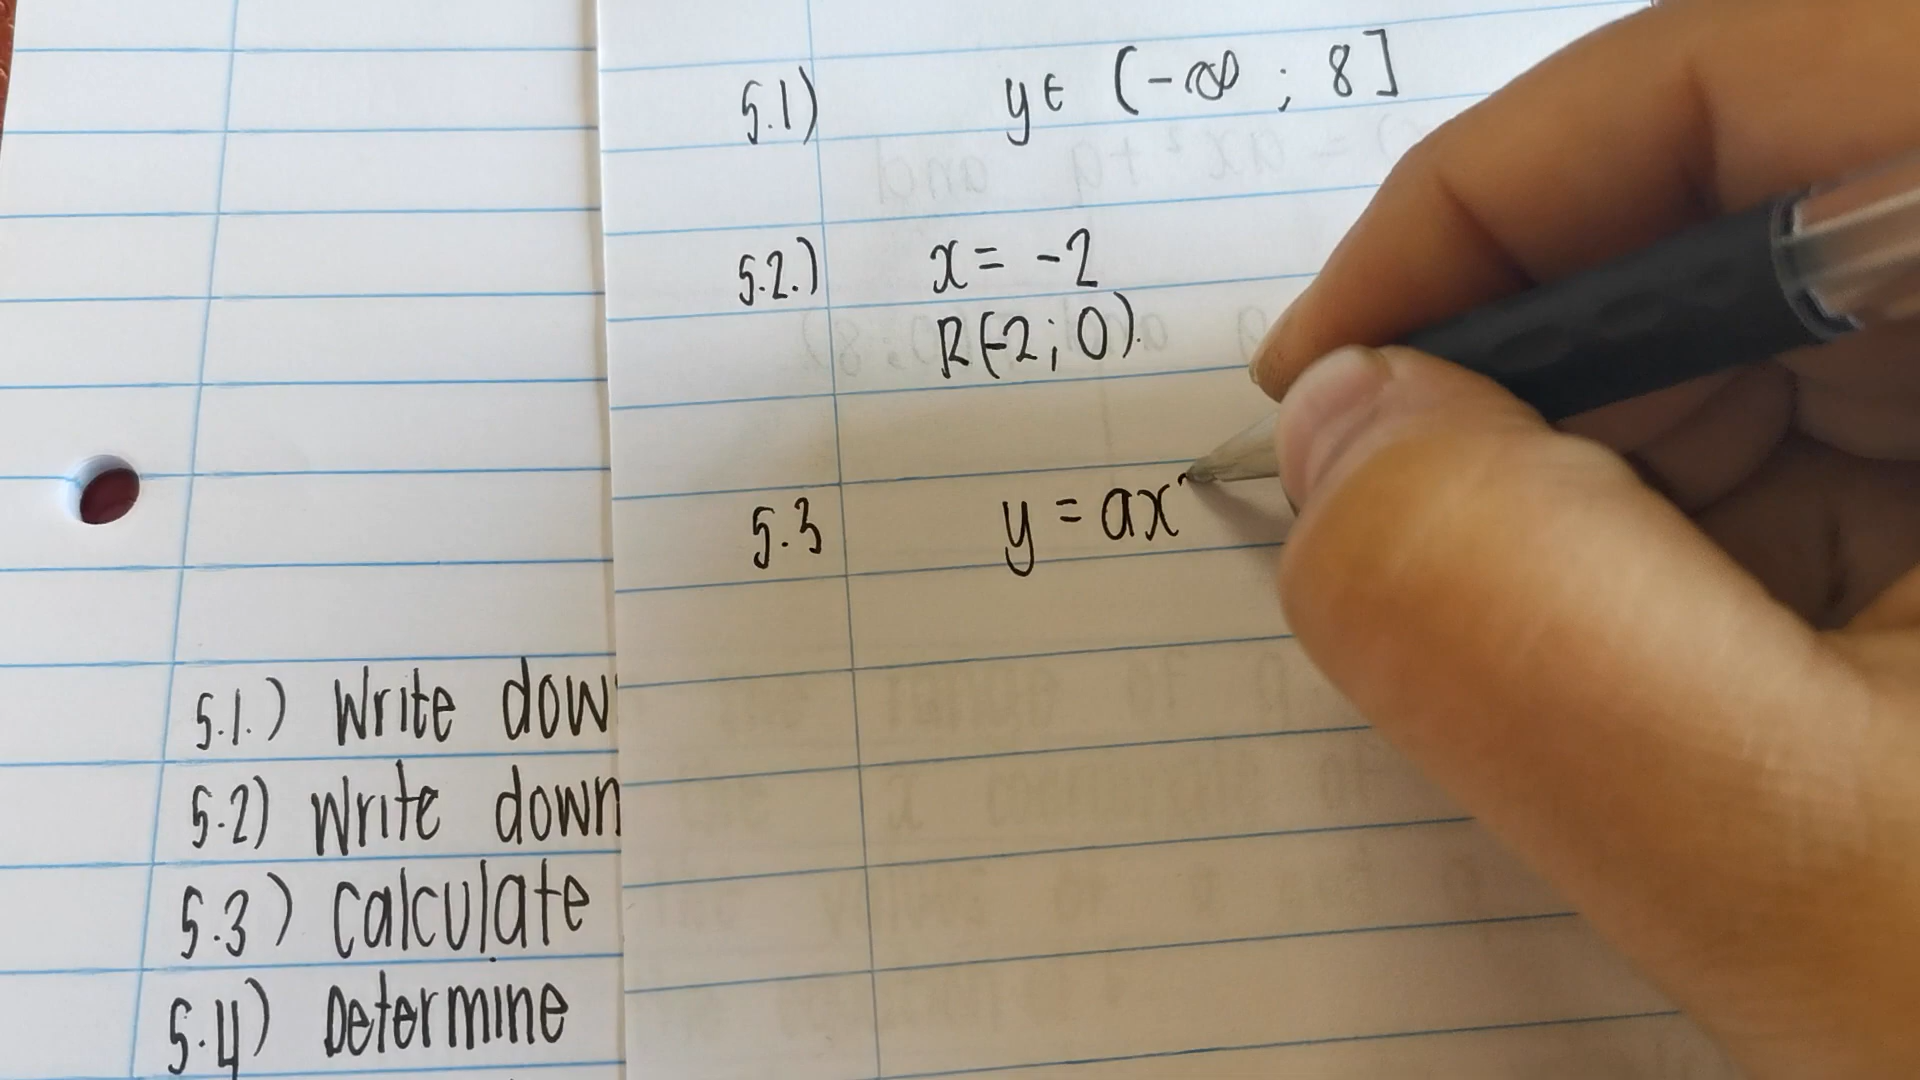 5.1) y ∈ (-∞ ; 8]
5.2.) x = -2
R(-2 ; 0).
5.3 y = ax
5.1.) Write dow
5.2) Write down
5.3) Calculate
5.4) Determine